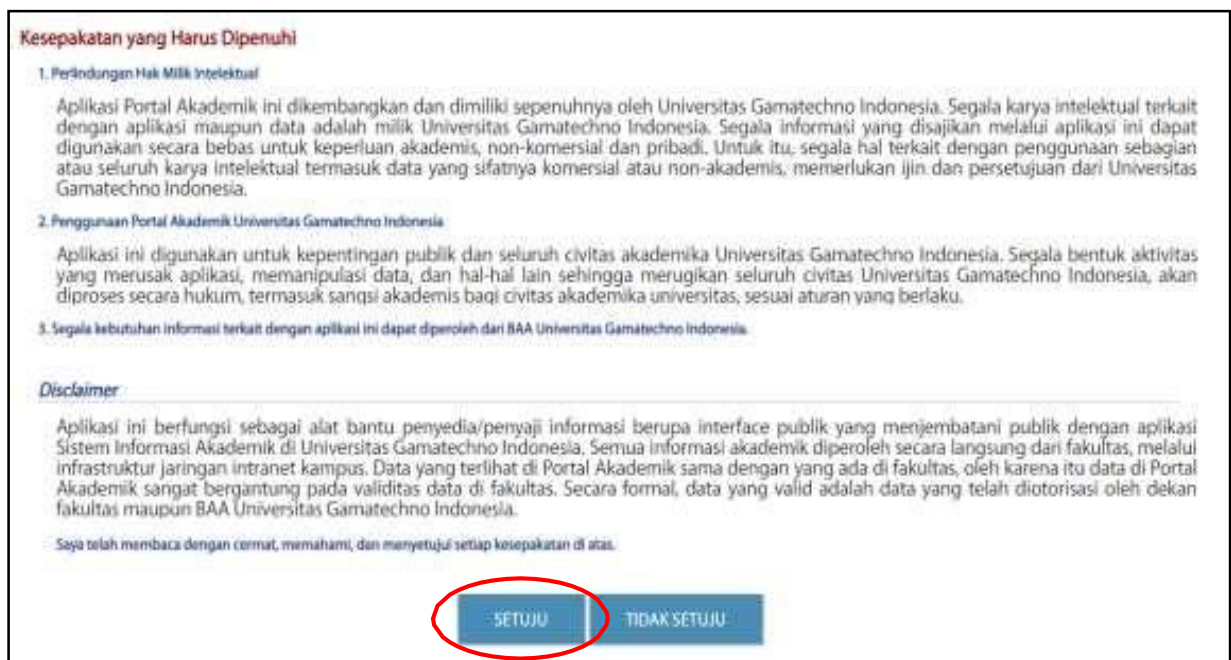 Kesepakatan yang Harus Dipenuhi
1. Perlindungan Hak Milik Intelektual
Aplikasi Portal Akademik ini dikembangkan dan dimiliki sepenuhnya oleh Universitas Gamatechno Indonesia. Segala karya intelektual terkait
dengan aplikasi maupun data adalah milik Universitas Gamatechno Indonesia. Segala informasi yang disajikan melalui aplikasi ini dapat
digunakan secara bebas untuk keperluan akademis, non-komersial dan pribadi. Untuk itu, segala hal terkait dengan penggunaan sebagian
atau seluruh karya intelektual termasuk data yang sifatnya komersial atau non-akademis, memerlukan ijin dan persetujuan dari Universitas
Gamatechno Indonesia.
2. Penggunaan Portal Akademik Universitas Gamatechno Indonesia
Aplikasi ini digunakan untuk kepentingan publik dan seluruh civitas akademika Universitas Gamatechno Indonesia. Segala bentuk aktivitas
yang merusak aplikasi, memanipulasi data, dan hal-hal lain sehingga merugikan seluruh civitas Universitas Gamatechno Indonesia, akan
diproses secara hukum, termasuk sangsi akademis bagi civitas akademika universitas, sesuai aturan yang berlaku.
3. Segala kebutuhan informasi terkait dengan aplikasi ini dapat diperoleh dari BAA Universitas Gamatechno Indonesia.
Disclaimer
Aplikasi ini berfungsi sebagai alat bantu penyedia/penyaji informasi berupa interface publik yang menjembatani publik dengan aplikasi
Sistem Informasi Akademik di Universitas Gamatechno Indonesia. Semua informasi akademik diperoleh secara langsung dari fakultas, melalui
infrastruktur jaringan intranet kampus. Data yang terlihat di Portal Akademik sama dengan yang ada di fakultas, oleh karena itu data di Portal
Akademik sangat bergantung pada validitas data di fakultas. Secara formal, data yang valid adalah data yang telah diotorisasi oleh dekan
fakultas maupun BAA Universitas Gamatechno Indonesia.
Saya telah membaca dengan cermat, memahami, dan menyetujui setiap kesepakatan di atas.
SETUJU TIDAK SETUJU